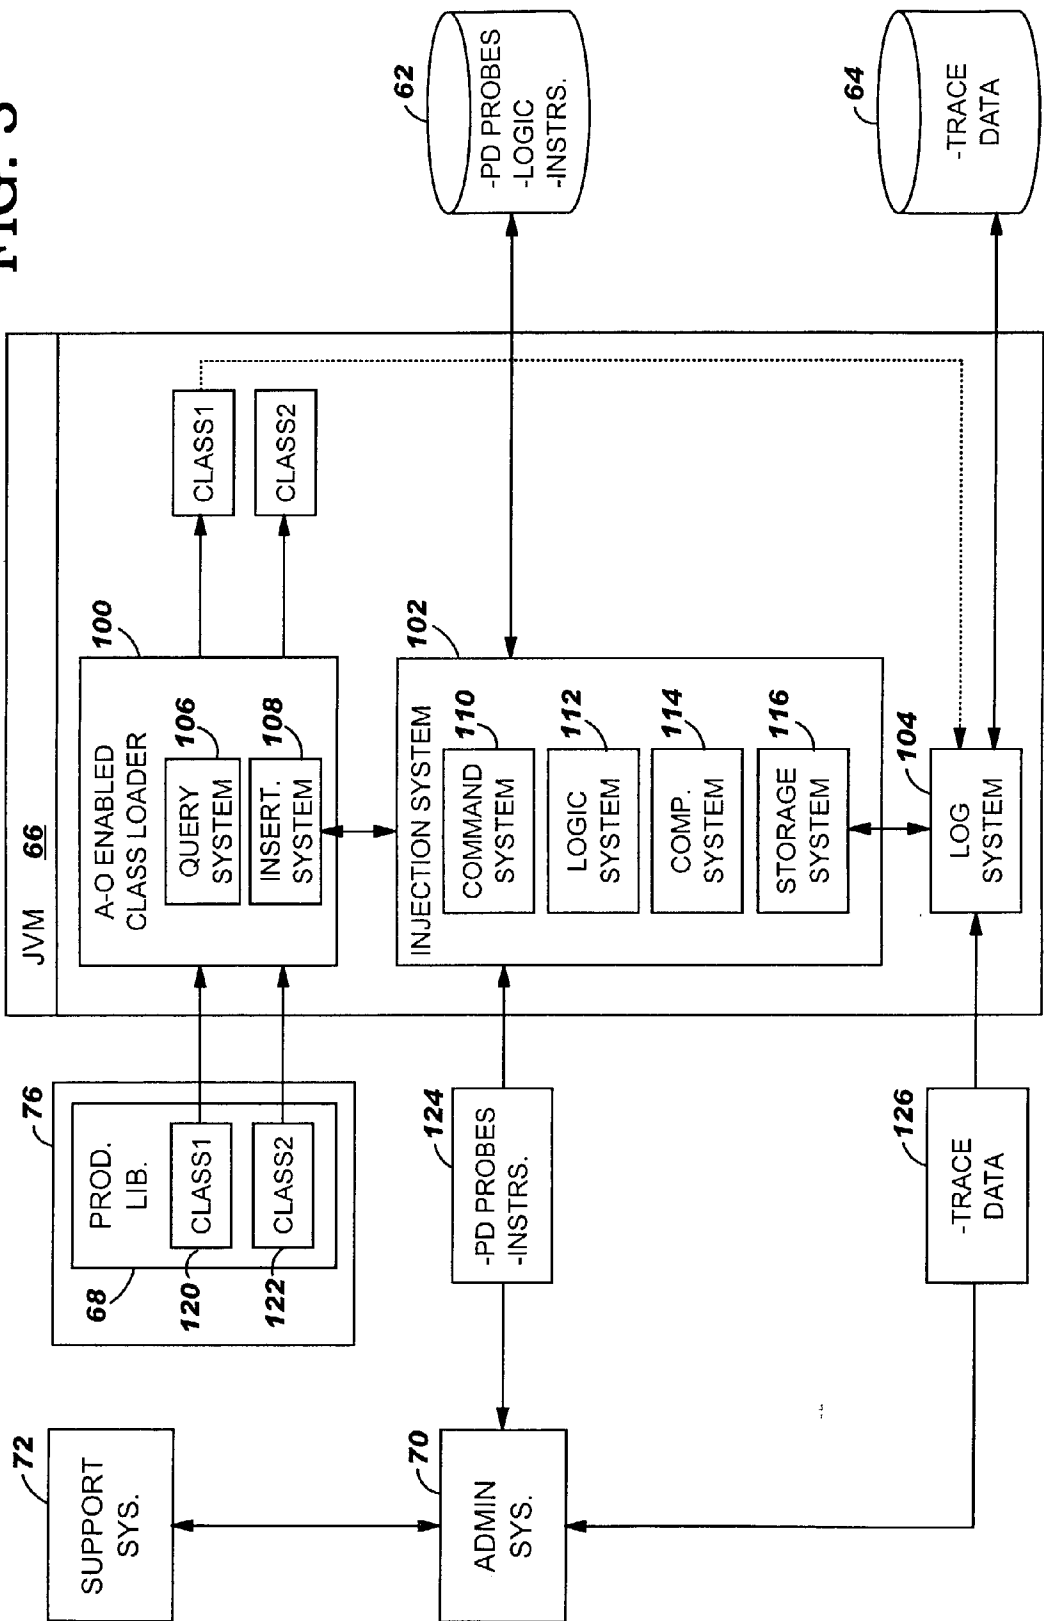 FIG. 3
JVM 66
76
PROD.
LIB.
68
CLASS1
120
CLASS2
122
100
A-O ENABLED
CLASS LOADER
106
QUERY
SYSTEM
108
INSERT.
SYSTEM
CLASS1
CLASS2
72
SUPPORT
SYS.
70
ADMIN
SYS.
124
-PD PROBES
-INSTRS.
102
INJECTION SYSTEM
110
COMMAND
SYSTEM
112
LOGIC
SYSTEM
114
COMP.
SYSTEM
116
STORAGE
SYSTEM
62
-PD PROBES
-LOGIC
-INSTRS.
126
-TRACE
DATA
104
LOG
SYSTEM
64
-TRACE
DATA